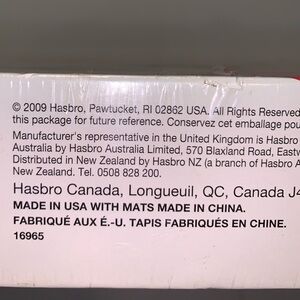 © 2009 Hasbro, Pawtucket, RI 02862 USA. All Rights Reserved
this package for future reference. Conservez cet emballage pou
Manufacturer's representative in the United Kingdom is Hasbro
Australia by Hasbro Australia Limited, 570 Blaxland Road, Eastw
Distributed in New Zealand by Hasbro NZ (a branch of Hasbro A
New Zealand. Tel. 0508 828 200.
Hasbro Canada, Longueuil, QC, Canada J4
MADE IN USA WITH MATS MADE IN CHINA.
FABRIQUÉ AUX É.-U. TAPIS FABRIQUÉS EN CHINE.
16965